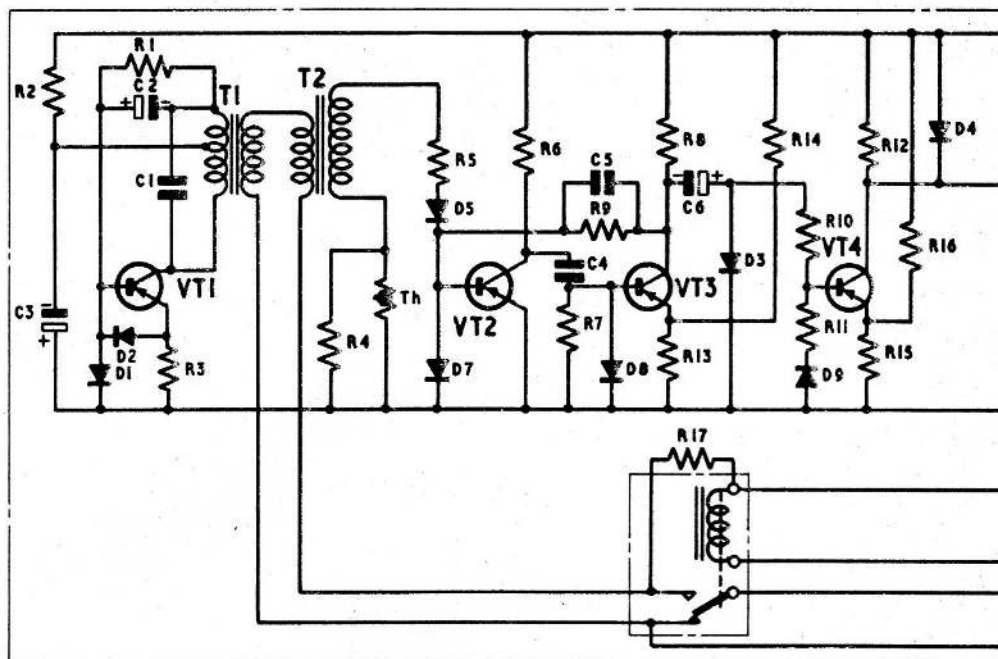 R1
C2
+
-
R2
T1
T2
C1
VT1
C3
-
+
D2
D1
R3
R4
Th
R5
D5
D7
R6
VT2
C5
R9
C4
R7
D8
R8
-
+
C6
VT3
R13
D3
R14
R10
R11
D9
VT4
R12
R15
R16
D4
R17